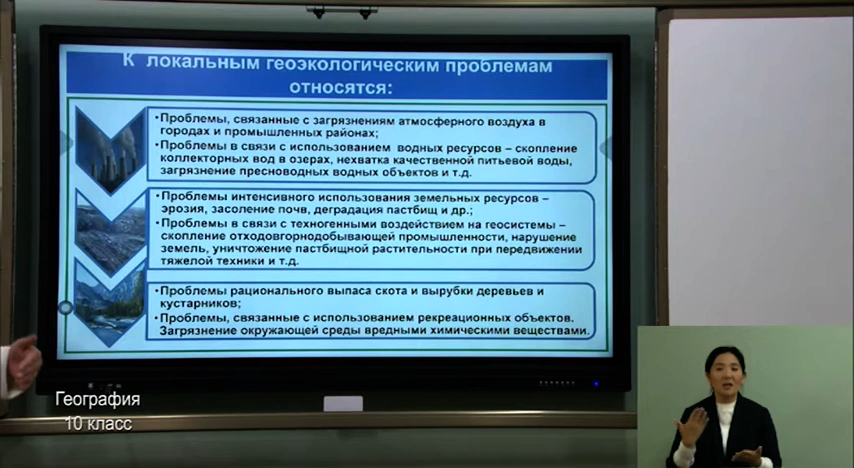 К локальным геоэкологическим проблемам
относятся:
•Проблемы, связанные с загрязнениям атмосферного воздуха в
городах и промышленных районах;
•Проблемы в связи с использованием водных ресурсов – скопление
коллекторных вод в озерах, нехватка качественной питьевой воды,
загрязнение пресноводных водных объектов и т.д.
•Проблемы интенсивного использования земельных ресурсов –
эрозия, засоление почв, деградация пастбищ и др.;
•Проблемы в связи с техногенными воздействием на геосистемы –
скопление отходовгорнодобывающей промышленности, нарушение
земель, уничтожение пастбищной растительности при передвижении
тяжелой техники и т.д.
•Проблемы рационального выпаса скота и вырубки деревьев и
кустарников;
•Проблемы, связанные с использованием рекреационных объектов.
Загрязнение окружающей среды вредными химическими веществами.
География
10 класс